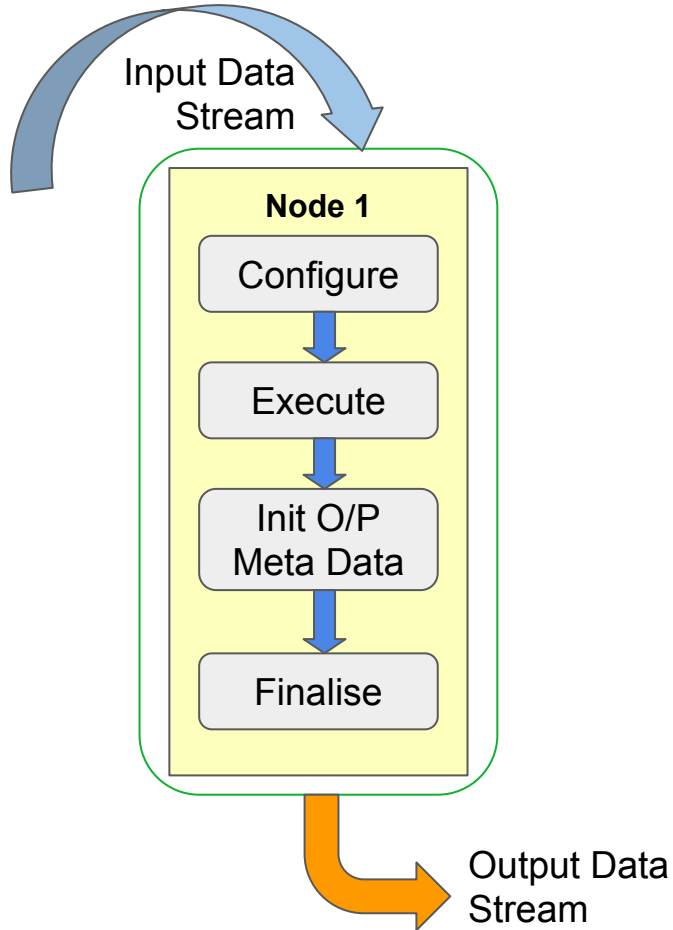 Input Data
Stream
Node 1
Configure
Execute
Init O/P
Meta Data
Finalise
Output Data
Stream